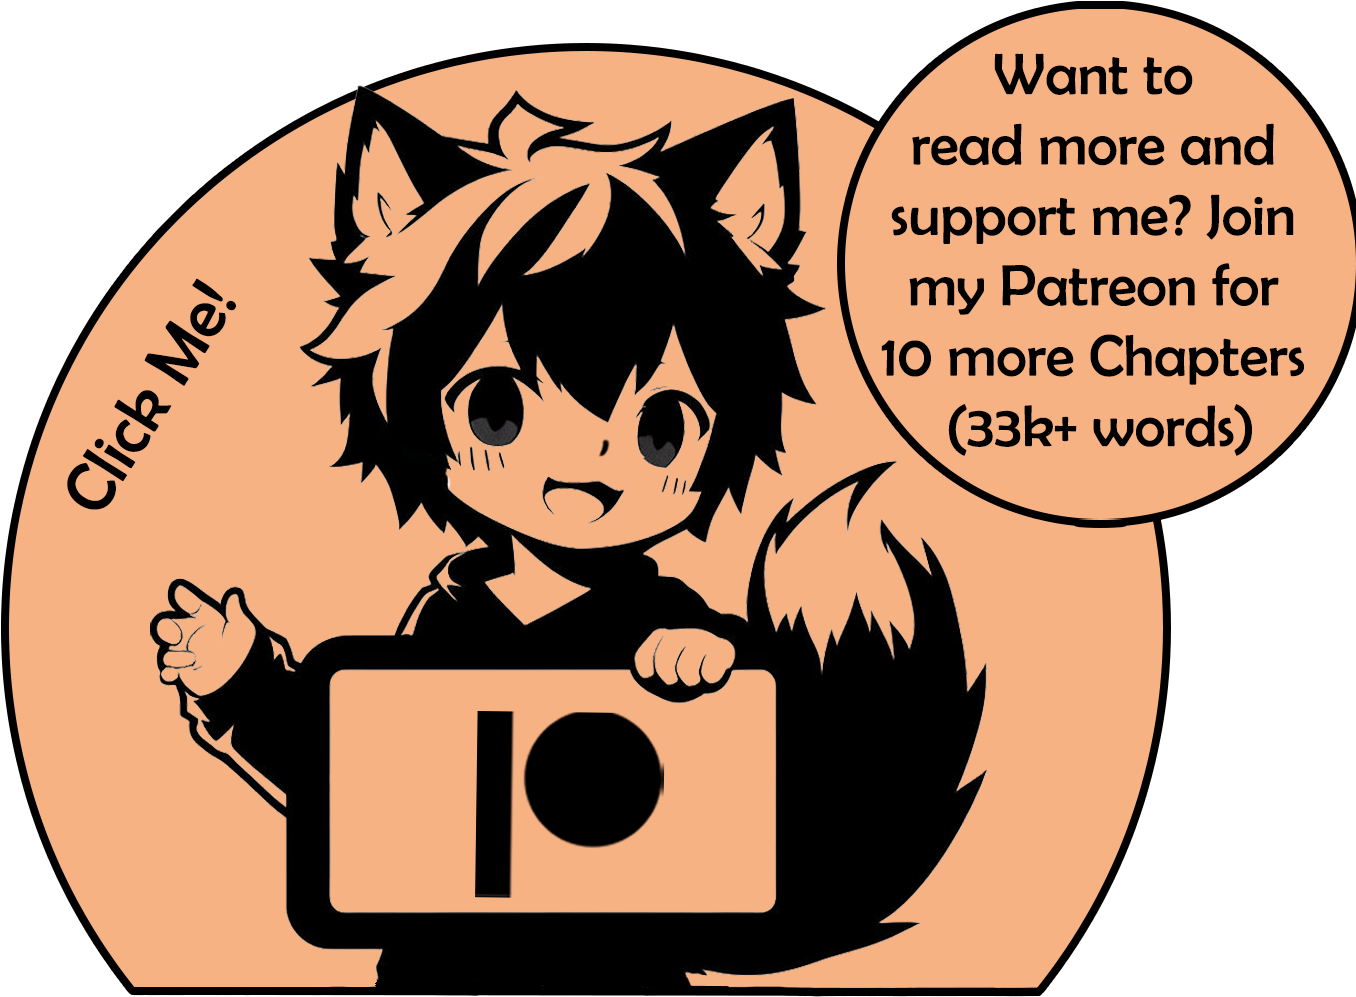 Want to
read more and
support me? Join
my Patreon for
10 more Chapters
(33k+ words)
Click Me!